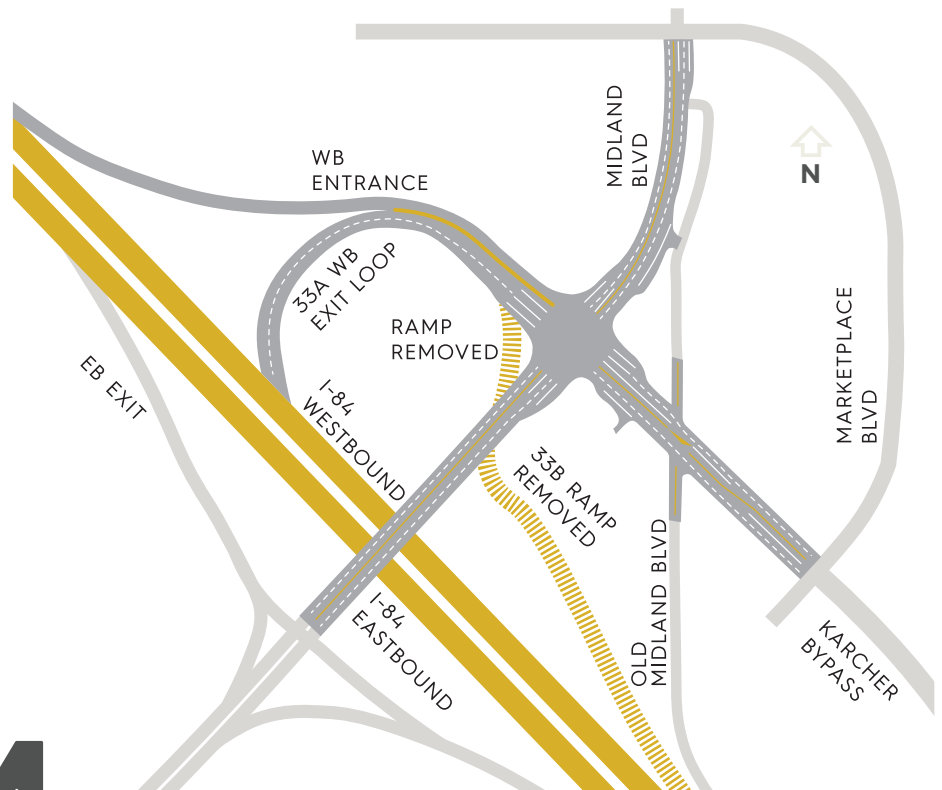 MIDLAND
BLVD
WB
ENTRANCE
N
33A WB
EXIT LOOP
RAMP
REMOVED
MARKETPLACE
BLVD
EB EXIT
I-84
WESTBOUND
33B RAMP
REMOVED
OLD
MIDLAND BLVD
I-84
EASTBOUND
KARCHER
BYPASS